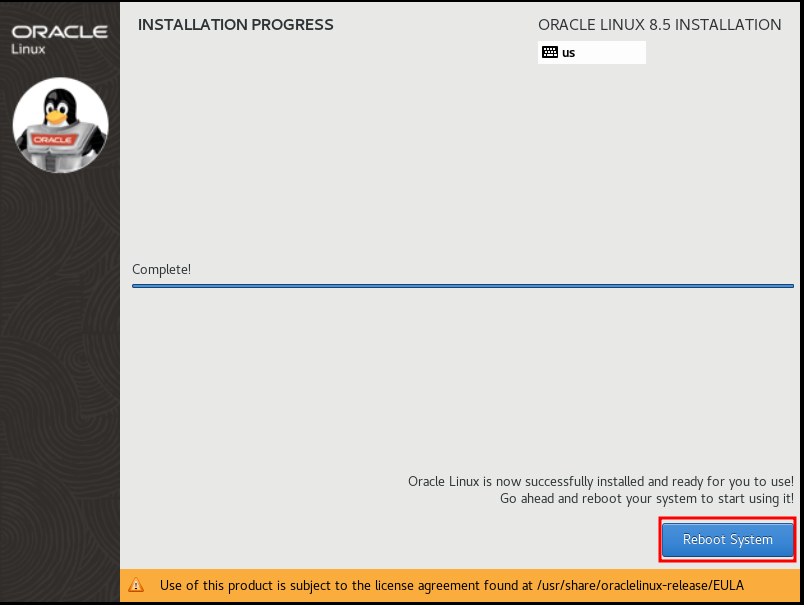 ORACLE
Linux
ORACLE
INSTALLATION PROGRESS
ORACLE LINUX 8.5 INSTALLATION
us
Complete!
Oracle Linux is now successfully installed and ready for you to use!
Go ahead and reboot your system to start using it!
Reboot System
Use of this product is subject to the license agreement found at /usr/share/oraclelinux-release/EULA